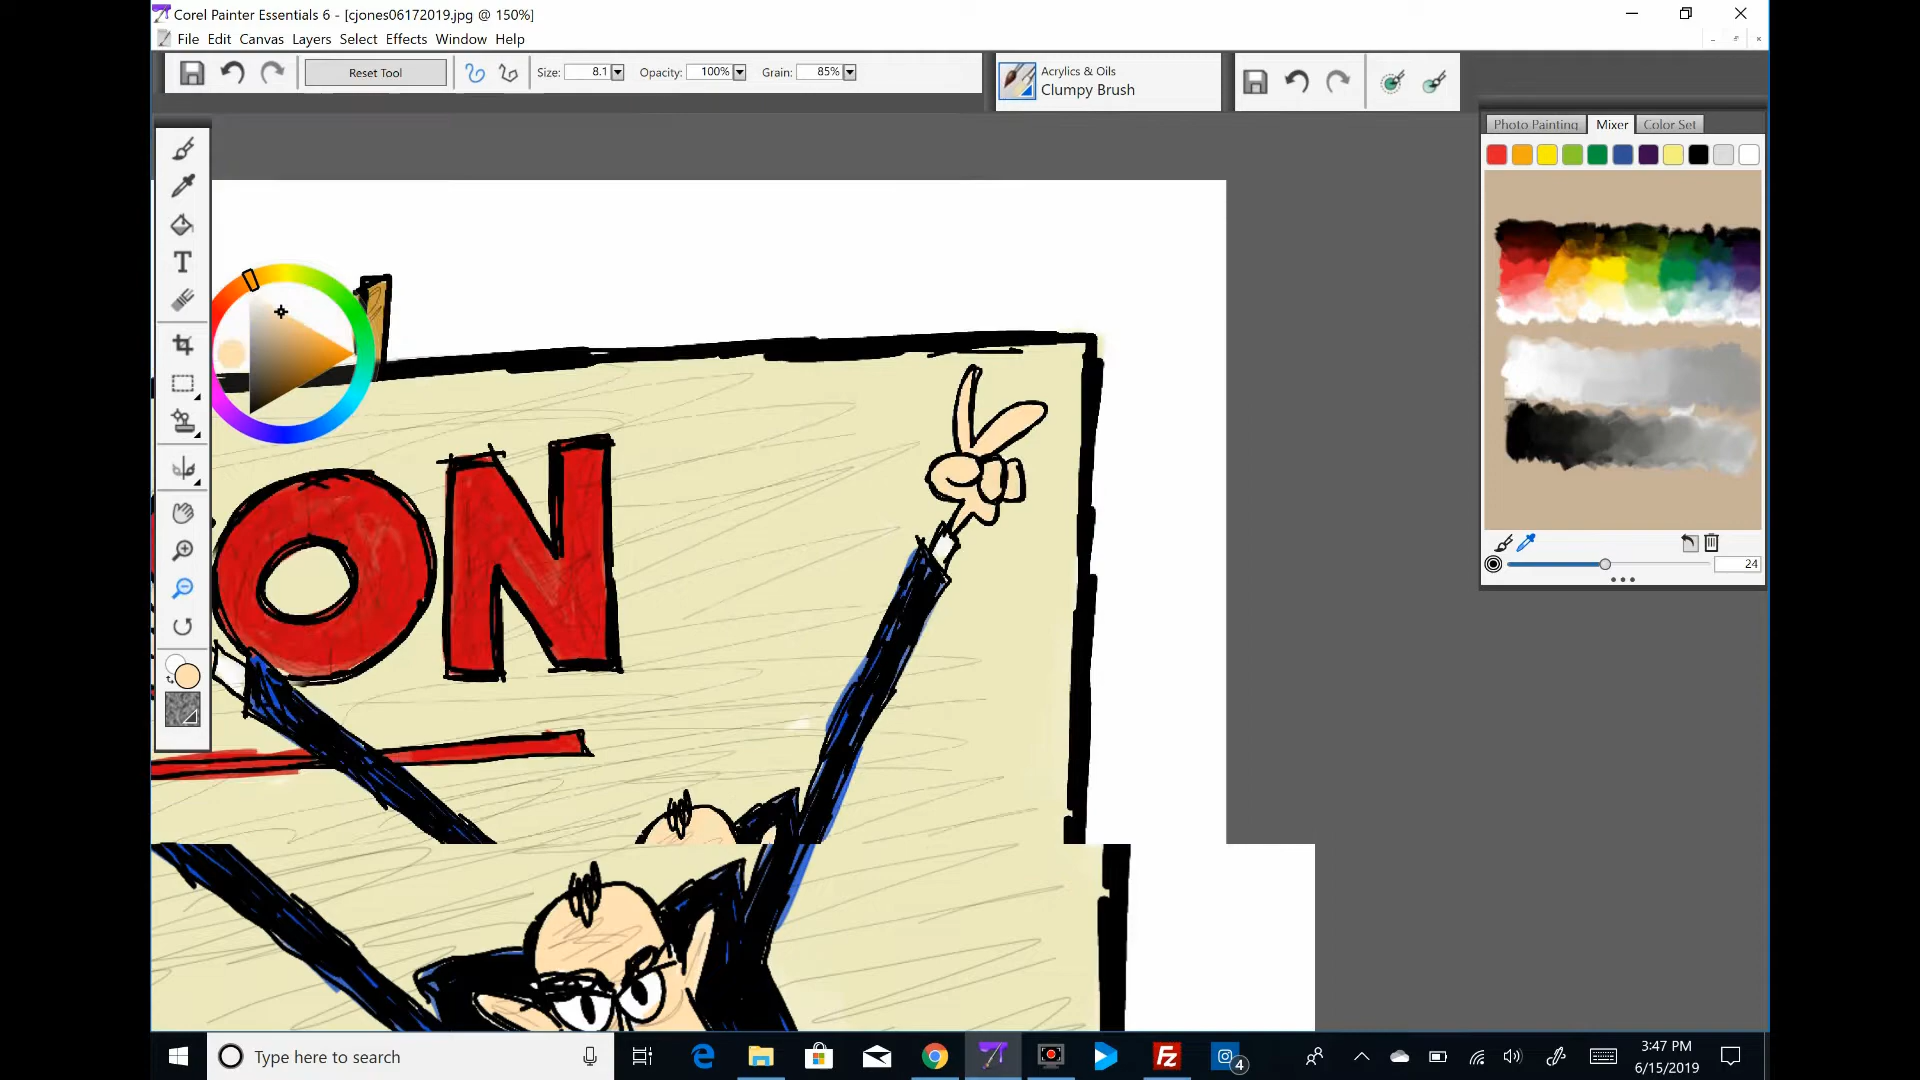 Corel Painter Essentials 6 - [cjones06172019.jpg @ 150%]
File Edit Canvas Layers Select Effects Window Help
Reset Tool Size: 8.1 Opacity: 100% Grain: 85%
Acrylics & Oils
Clumpy Brush
Photo Painting Mixer Color Set
T
ON
24
Type here to search
4
3:47 PM
6/15/2019